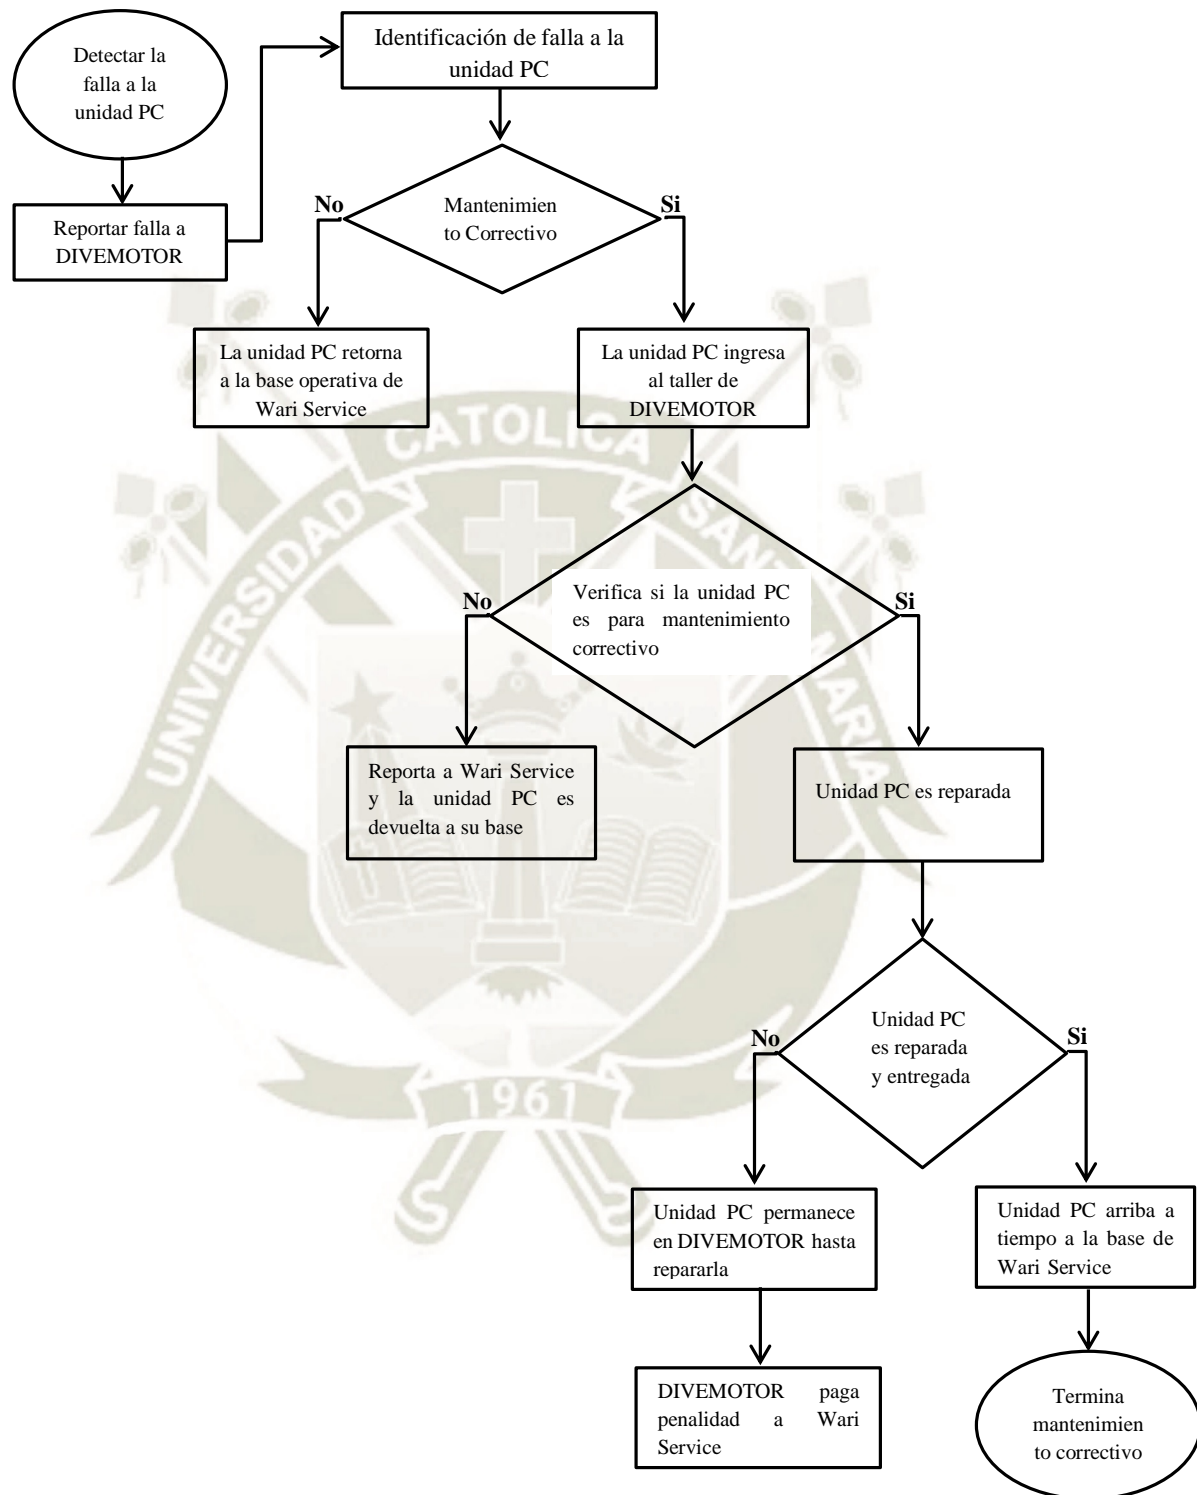 Detectar la
falla a la
unidad PC
Identificación de falla a la
unidad PC
Reportar falla a
DIVEMOTOR
No
Mantenimien
to Correctivo
Si
La unidad PC retorna
a la base operativa de
Wari Service
La unidad PC ingresa
al taller de
DIVEMOTOR
No
Verifica si la unidad PC
es para mantenimiento
correctivo
Si
Reporta a Wari Service
y la unidad PC es
devuelta a su base
Unidad PC es reparada
No
Unidad PC
es reparada
y entregada
Si
Unidad PC permanece
en DIVEMOTOR hasta
repararla
Unidad PC arriba a
tiempo a la base de
Wari Service
DIVEMOTOR paga
penalidad a Wari
Service
Termina
mantenimien
to correctivo
UNIVERSIDAD
CATOLICA
SANTA MARIA
1961